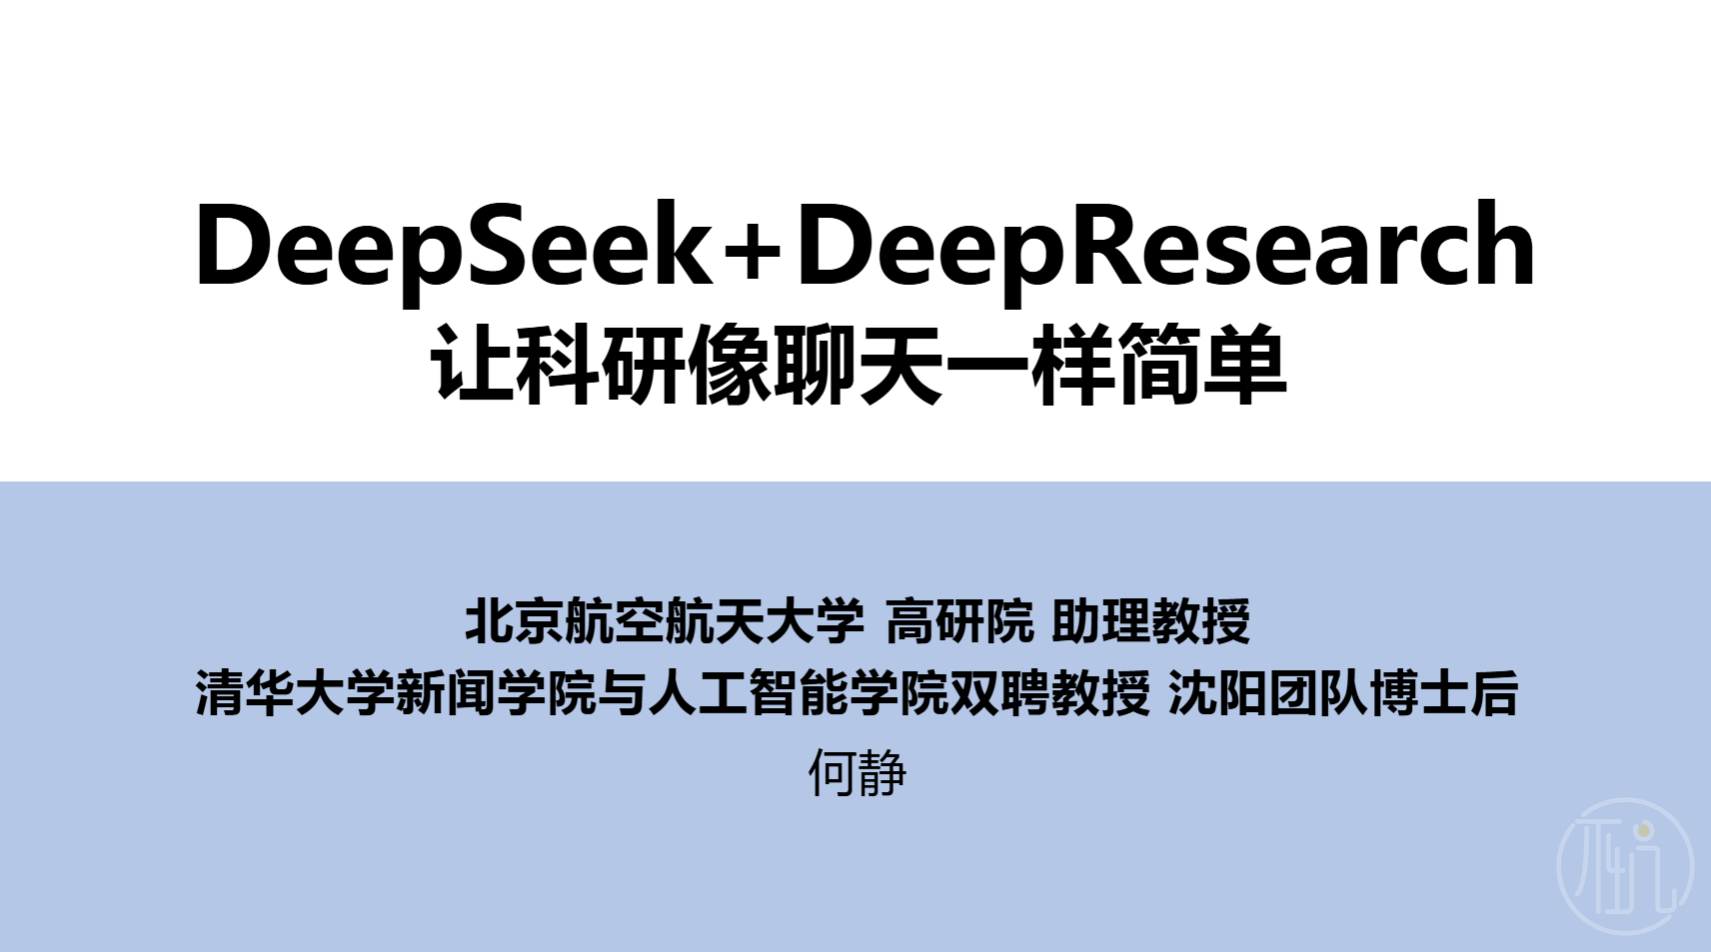 DeepSeek+DeepResearch
让科研像聊天一样简单
北京航空航天大学 高研院 助理教授
清华大学新闻学院与人工智能学院双聘教授 沈阳团队博士后
何静